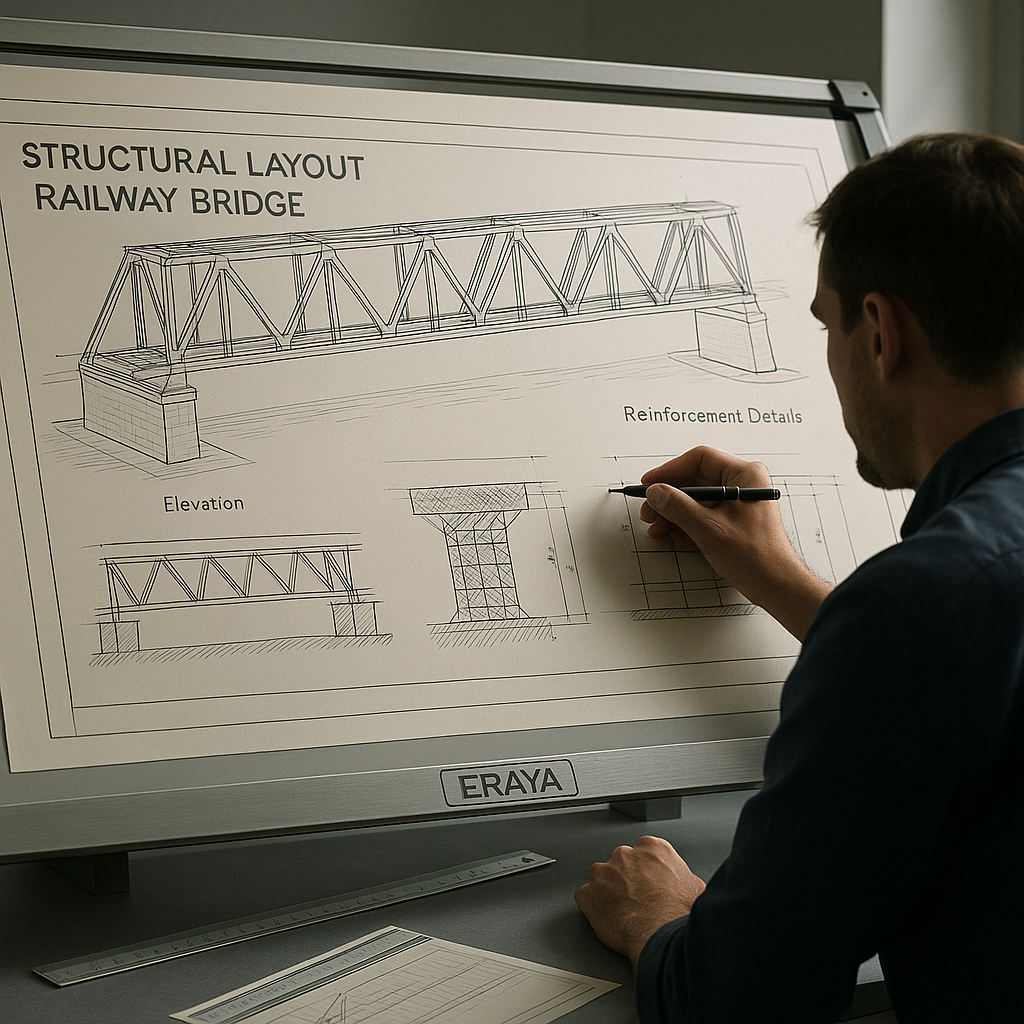 STRUCTURAL LAYOUT
RAILWAY BRIDGE
Reinforcement Details
Elevation
ERAYA